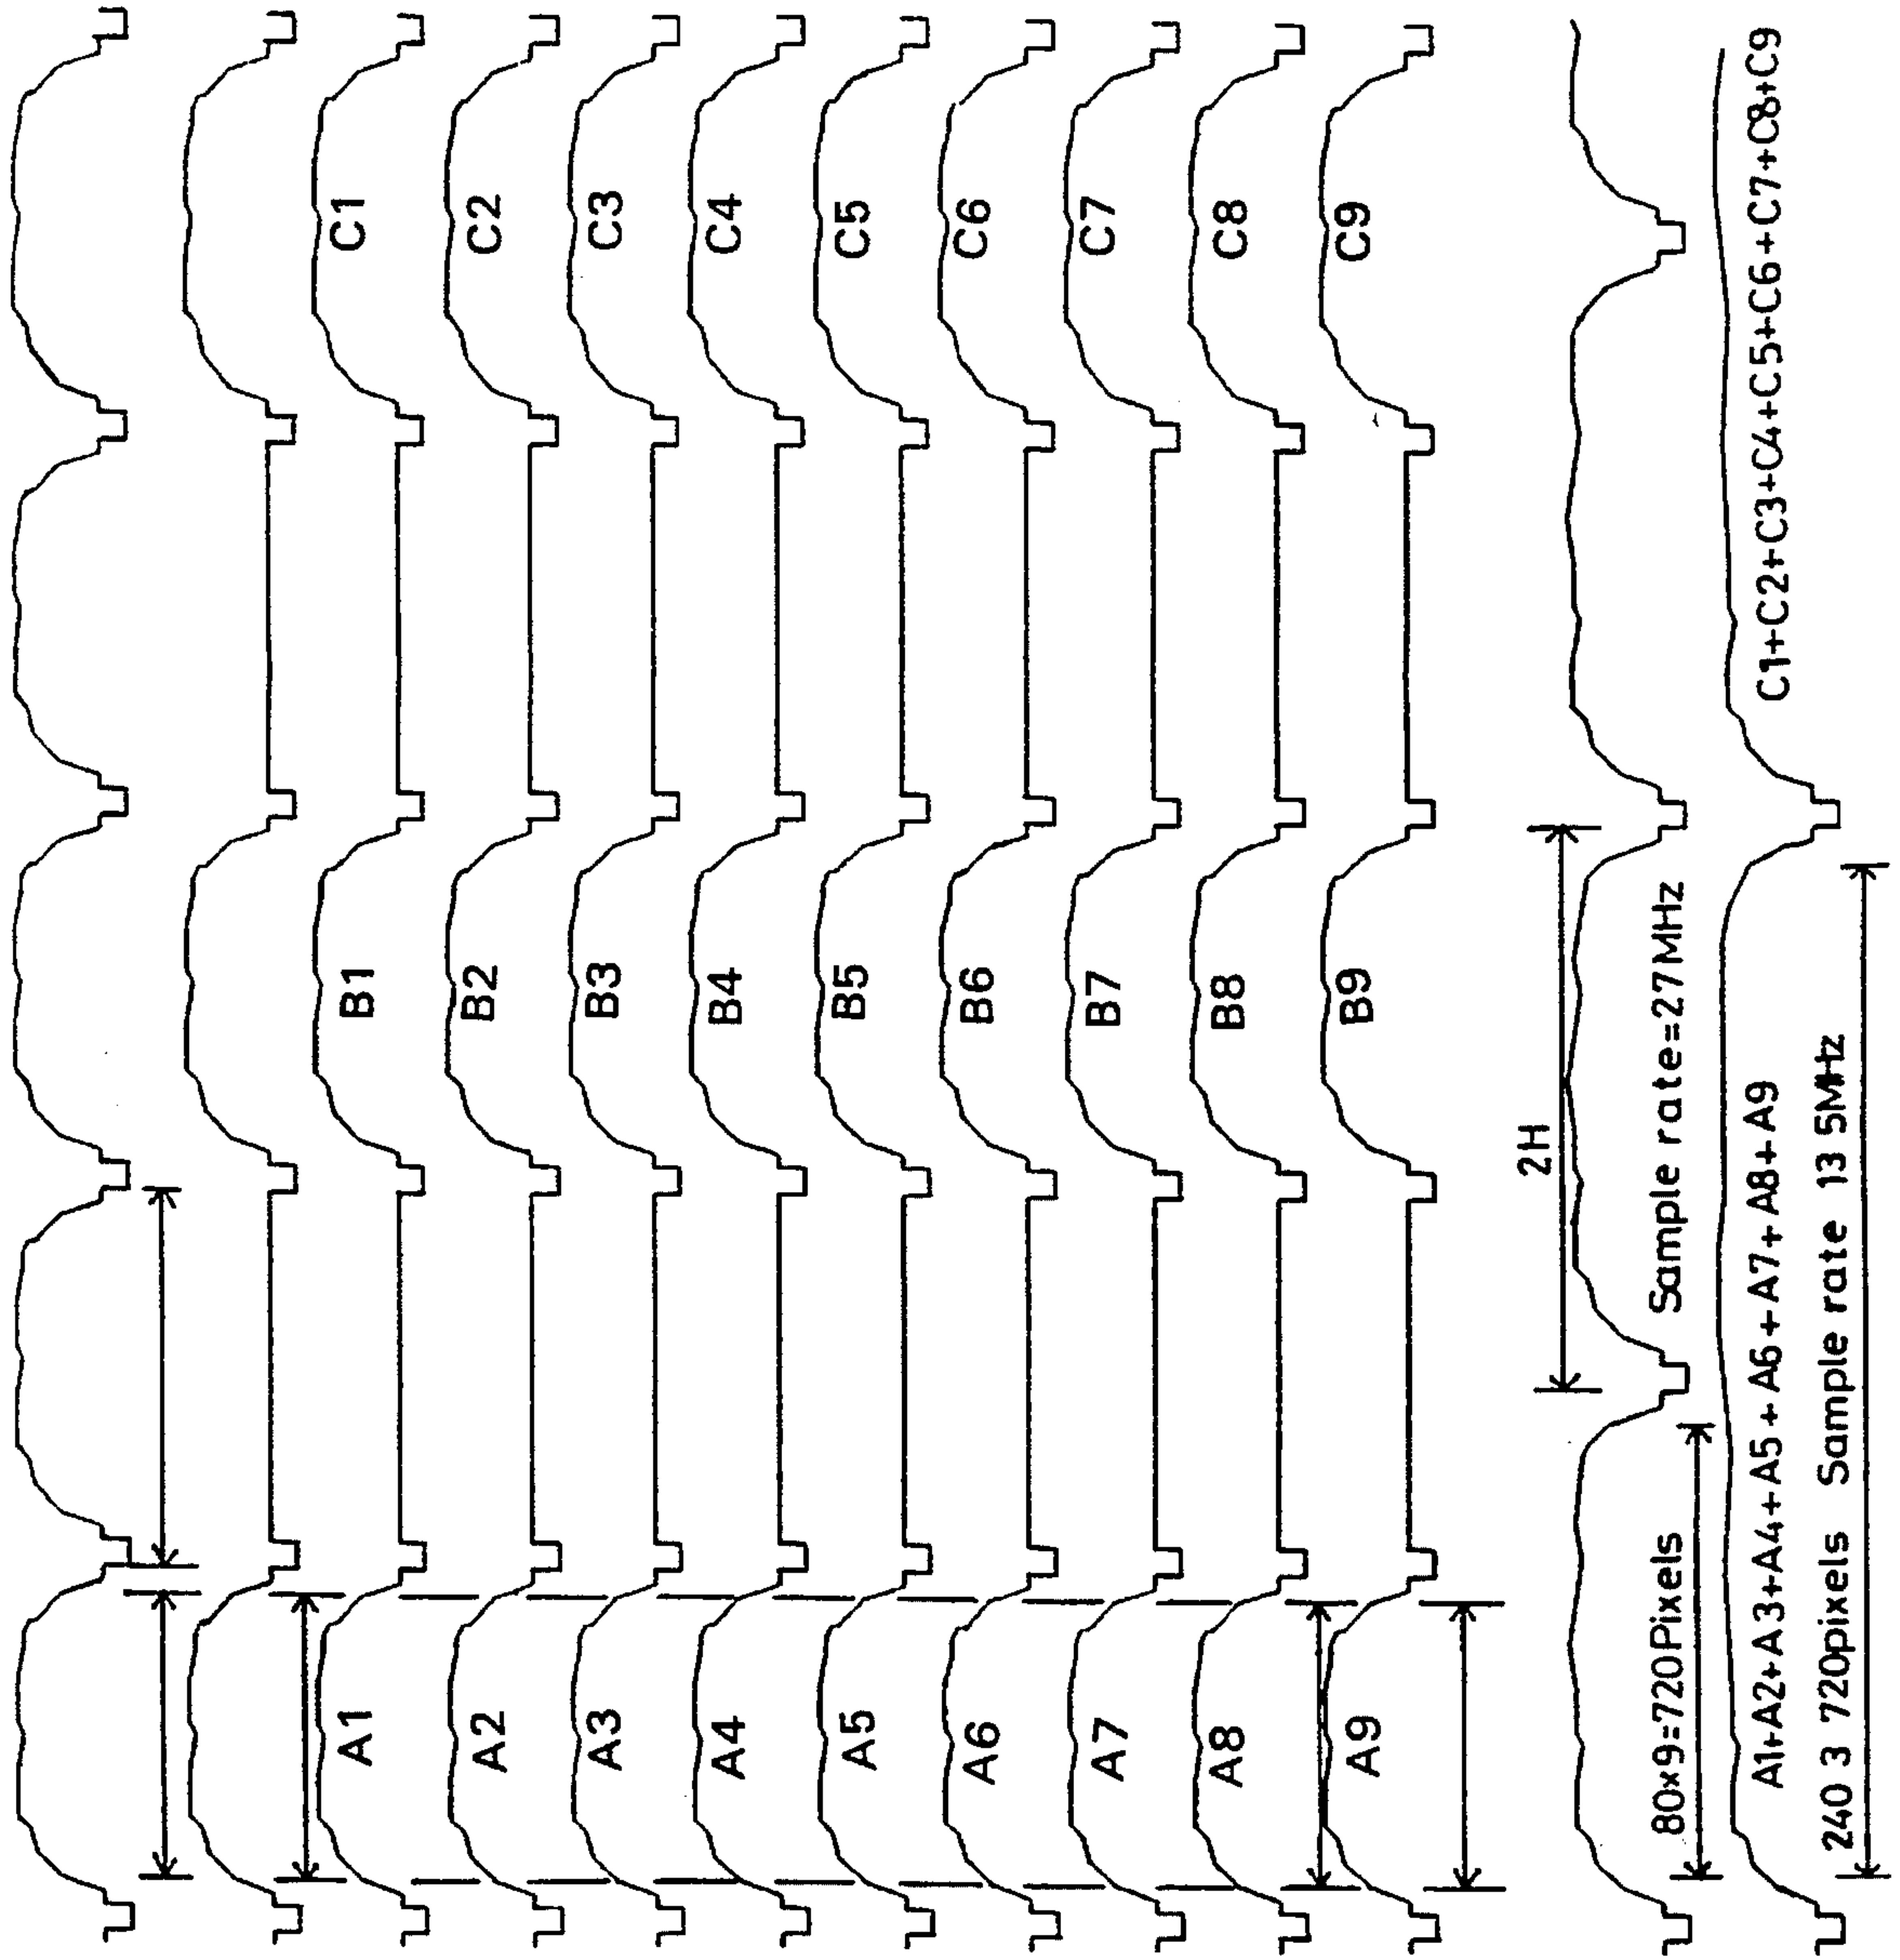 A1 B1 C1
A2 B2 C2
A3 B3 C3
A4 B4 C4
A5 B5 C5
A6 B6 C6
A7 B7 C7
A8 B8 C8
A9 B9 C9
2H
80×9=720Pixels Sample rate=27MHz
A1+A2+A3+A4+A5+A6+A7+A8+A9 C1+C2+C3+C4+C5+C6+C7+C8+C9
240 3 720pixels Sample rate 13 5MHz